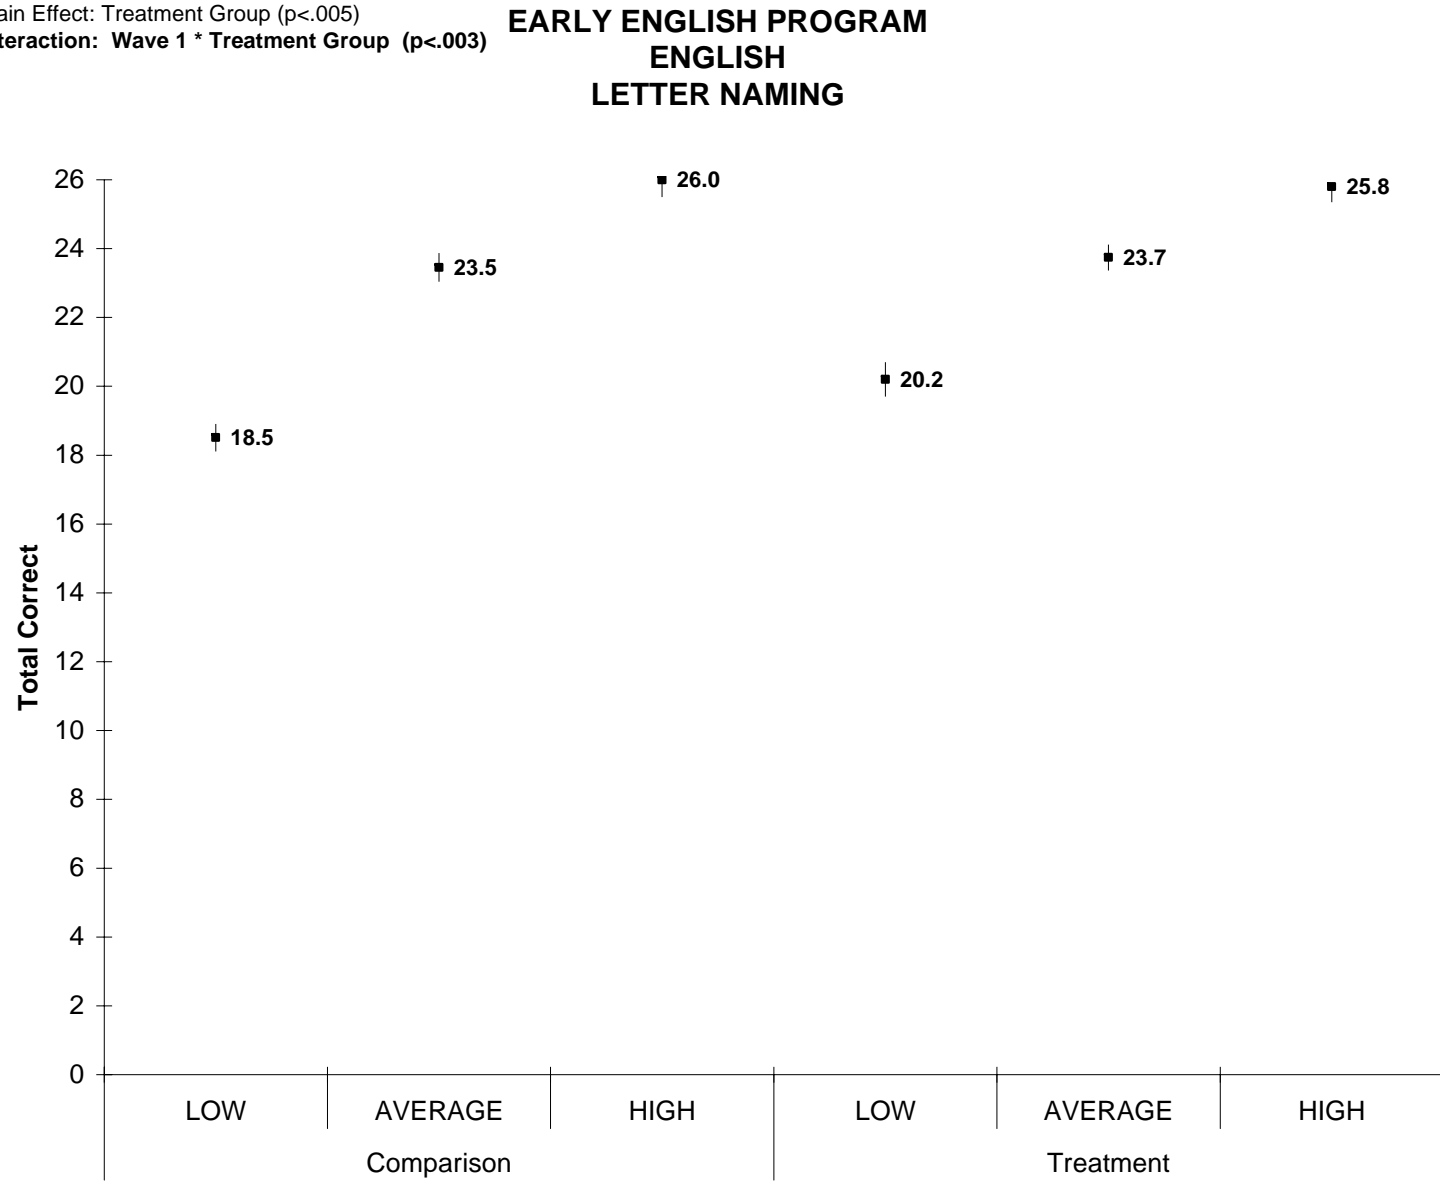 ain Effect: Treatment Group (p<.005)
teraction: Wave 1 * Treatment Group (p<.003)
EARLY ENGLISH PROGRAM
ENGLISH
LETTER NAMING
Total Correct
26
24
22
20
18
16
14
12
10
8
6
4
2
0
18.5
23.5
26.0
20.2
23.7
25.8
LOW AVERAGE HIGH LOW AVERAGE HIGH
Comparison Treatment